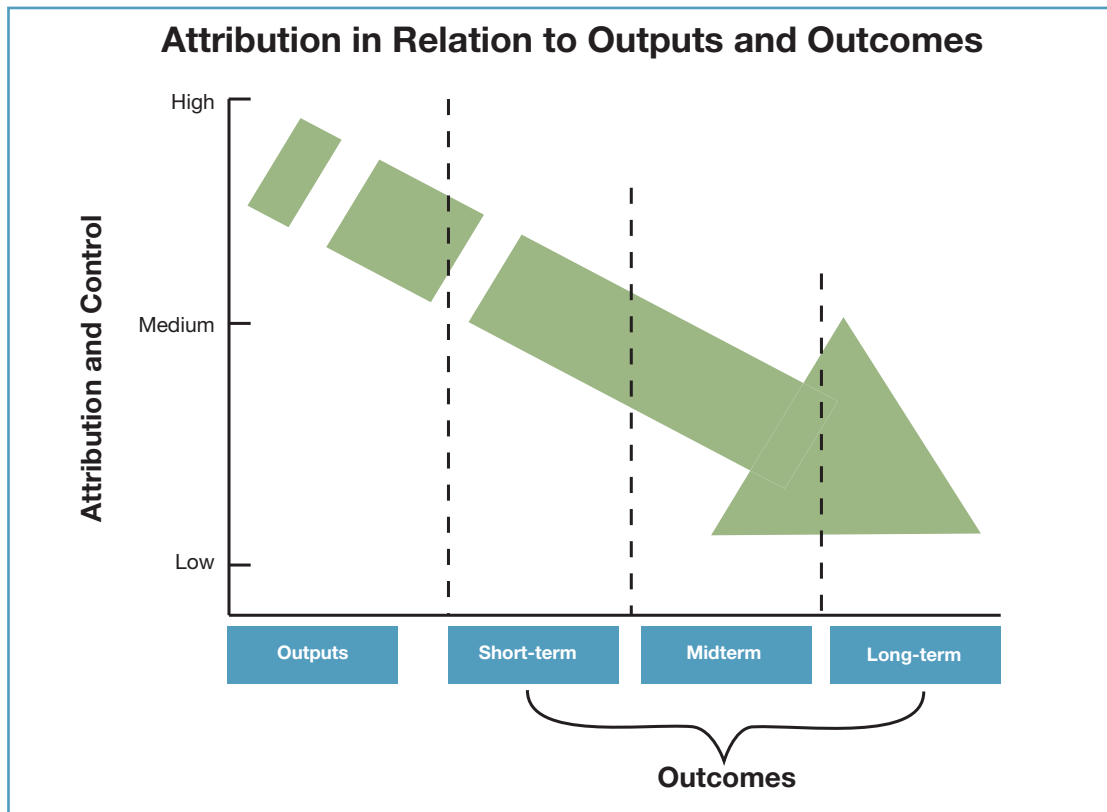 Attribution in Relation to Outputs and Outcomes
High
Attribution and Control
Medium
Low
Outputs
Short-term
Midterm
Long-term
Outcomes